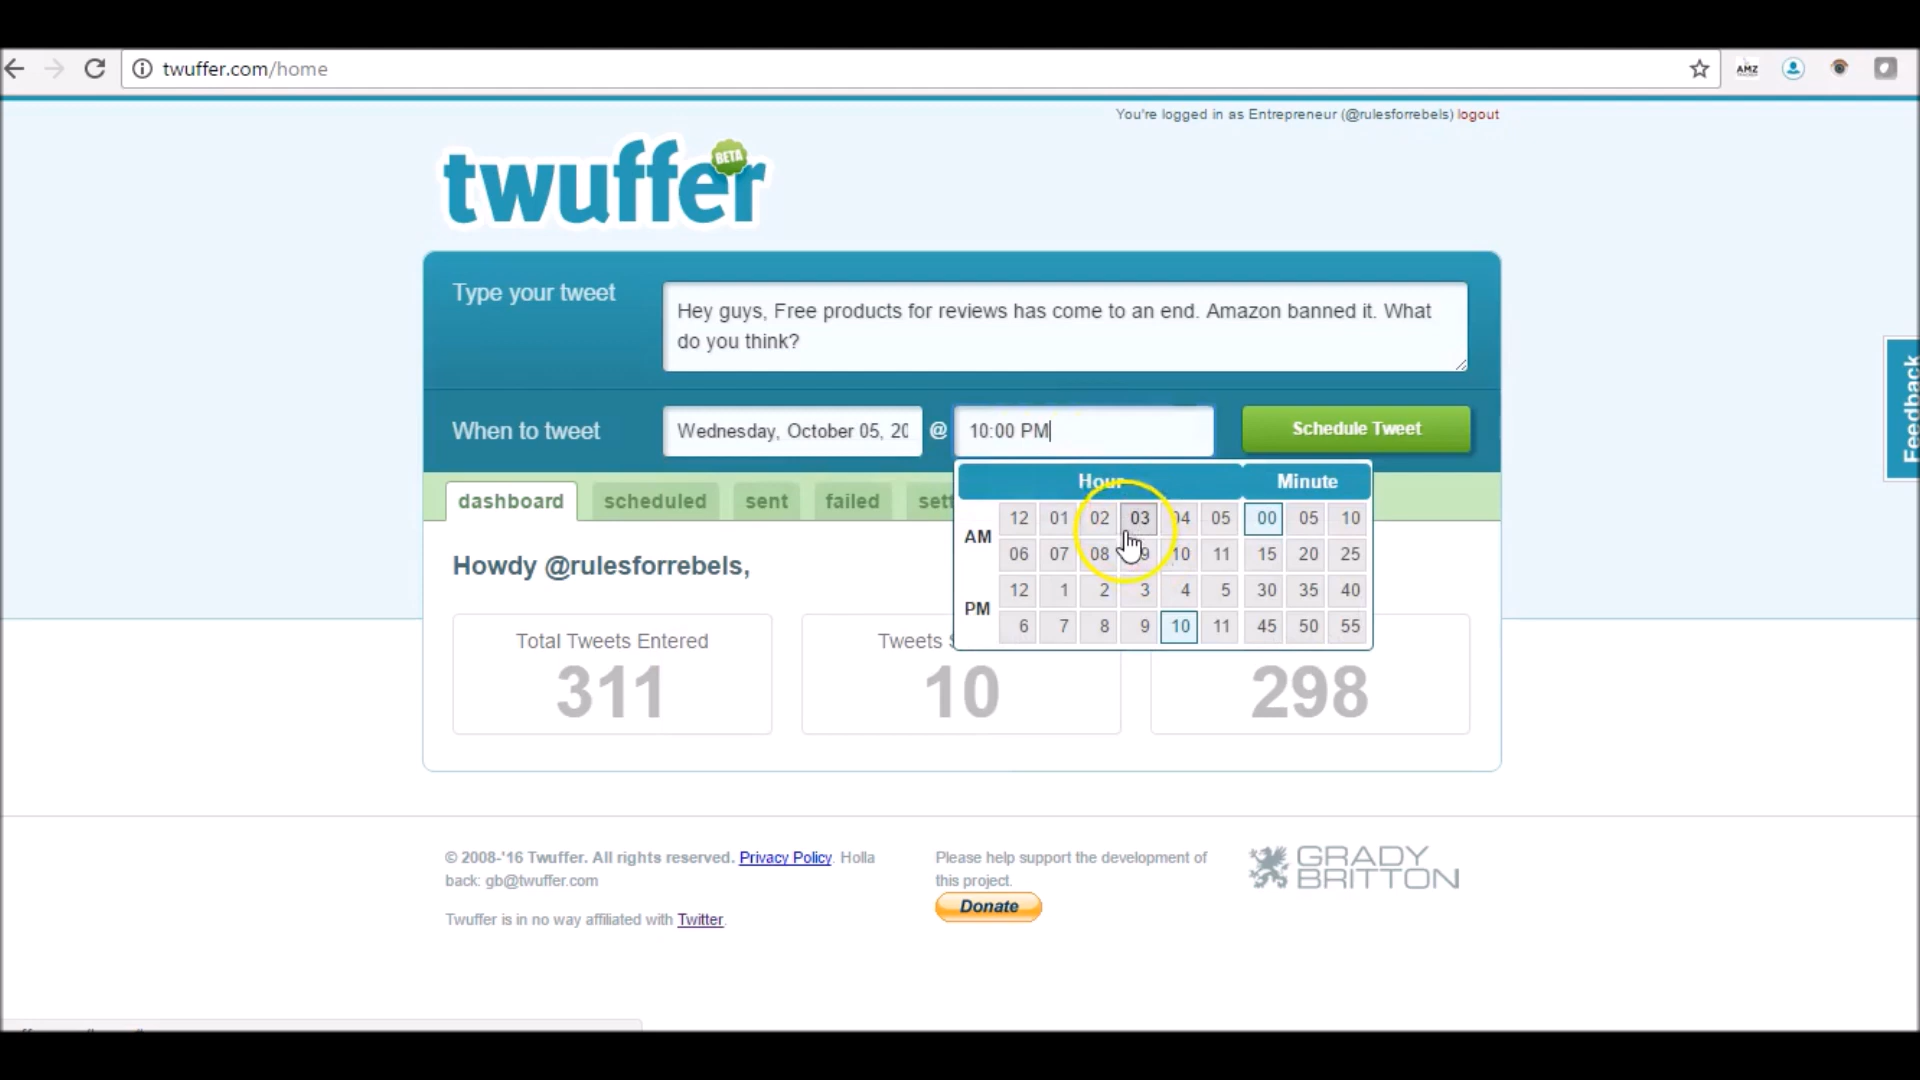 twuffer.com/home
AMZ
You're logged in as Entrepreneur (@rulesforrebels) logout
twuffer
BETA
Type your tweet
Hey guys, Free products for reviews has come to an end. Amazon banned it. What
do you think?
Feedback
When to tweet
Wednesday, October 05, 20
@
10:00 PM
Schedule Tweet
Hour Minute
dashboard scheduled sent failed sett
AM
12 01 02 03 04 05 00 05 10
06 07 08 9 10 11 15 20 25
PM
12 1 2 3 4 5 30 35 40
6 7 8 9 10 11 45 50 55
Howdy @rulesforrebels,
Total Tweets Entered
311
Tweets
10
298
© 2008-'16 Twuffer. All rights reserved. Privacy Policy. Holla
back: gb@twuffer.com
Twuffer is in no way affiliated with Twitter.
Please help support the development of
this project.
Donate
GRADY
BRITTON